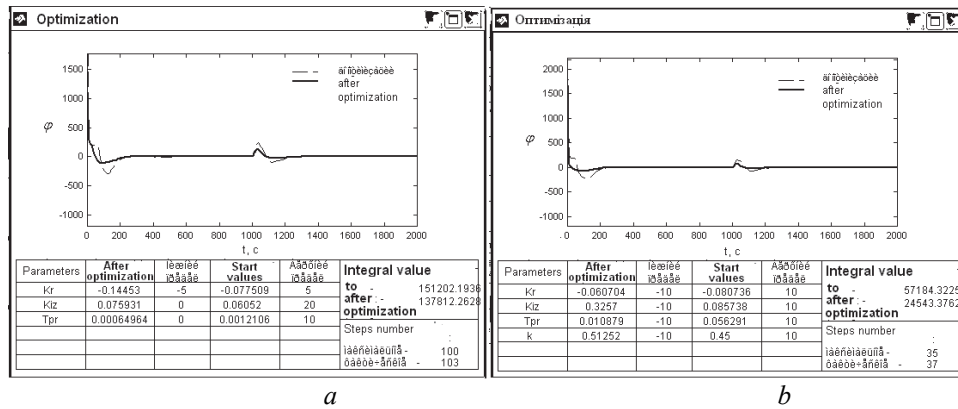 Optimization
1500
1000
500
0
-500
-1000
φ
after
optimization
0 200 400 600 800 1000 1200 1400 1600 1800 2000
t, c
Parameters After optimization Start values
Kr -0.14453 -5 -0.077509 5
Kiz 0.075931 0 0.06052 20
Tpr 0.00064964 0 0.0012106 10
Integral value
to - 151202.1936
after: - 137812.2628
optimization
Steps number
:
- 100
- 103
a
Оптимізація
2000
1500
1000
500
0
-500
-1000
φ
after
optimization
0 200 400 600 800 1000 1200 1400 1600 1800 2000
t, c
Parameters After optimization Start values
Kr -0.060704 -10 -0.080736 10
Kiz 0.3257 -10 0.085738 10
Tpr 0.010879 -10 0.056291 10
k 0.51252 -10 0.45 10
Integral value
to - 57184.3225
after: - 24543.3762
optimization
Steps number
:
- 35
- 37
b